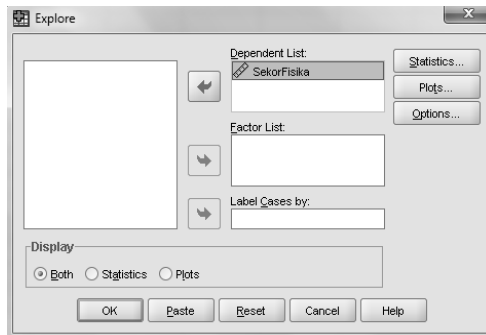 Explore
Dependent List:
SekorFisika
Statistics...
Plots...
Options...
Factor List:
Label Cases by:
Display
Both Statistics Plots
OK Paste Reset Cancel Help